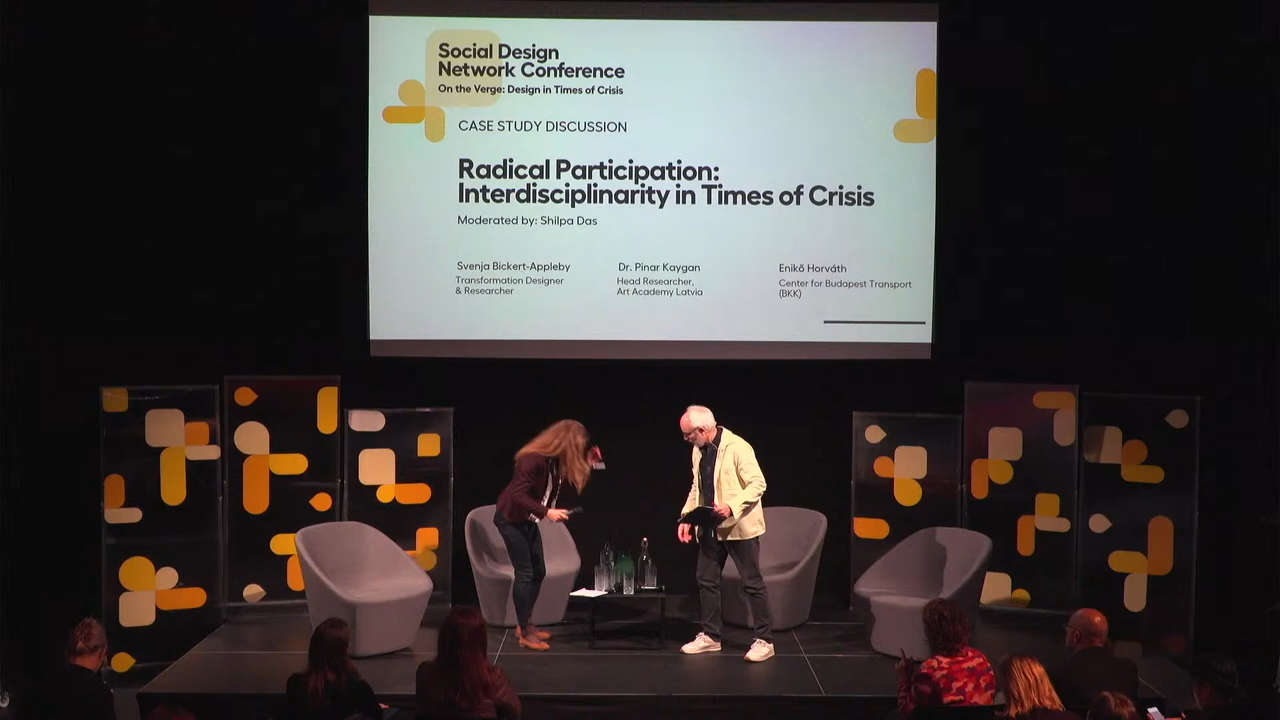 Social Design
Network Conference
On the Verge: Design in Times of Crisis
CASE STUDY DISCUSSION
Radical Participation:
Interdisciplinarity in Times of Crisis
Moderated by: Shilpa Das
Svenja Bickert-Appleby
Transformation Designer
& Researcher
Dr. Pinar Kaygan
Head Researcher,
Art Academy Latvia
Enikő Horváth
Center for Budapest Transport
(BKK)